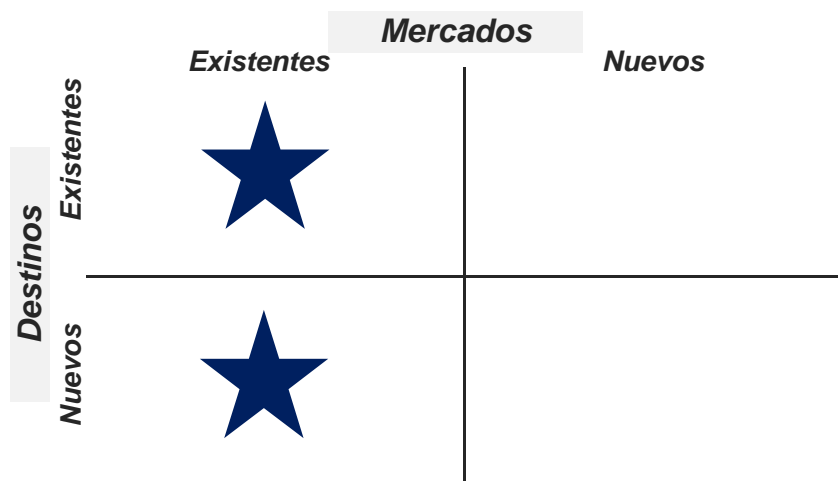 Mercados
Existentes
Nuevos
Destinos
Existentes
Nuevos